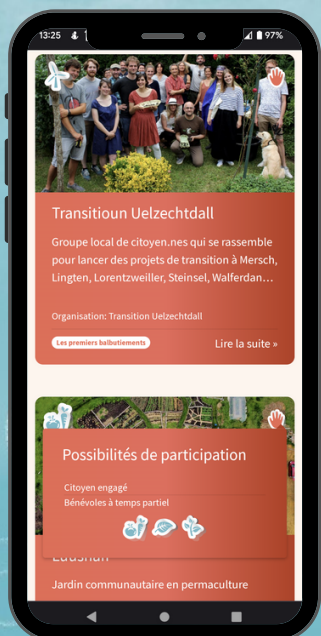 13:25
97%
Transitioun Uelzechtdall
Groupe local de citoyen.nes qui se rassemble
pour lancer des projets de transition à Mersch,
Lingten, Lorentzweiller, Steinsel, Walferdan...
Organisation: Transition Uelzechtdall
Les premiers balbutiements
Lire la suite »
Possibilités de participation
Citoyen engagé
Bénévoles à temps partiel
Jardin communautaire en permaculture